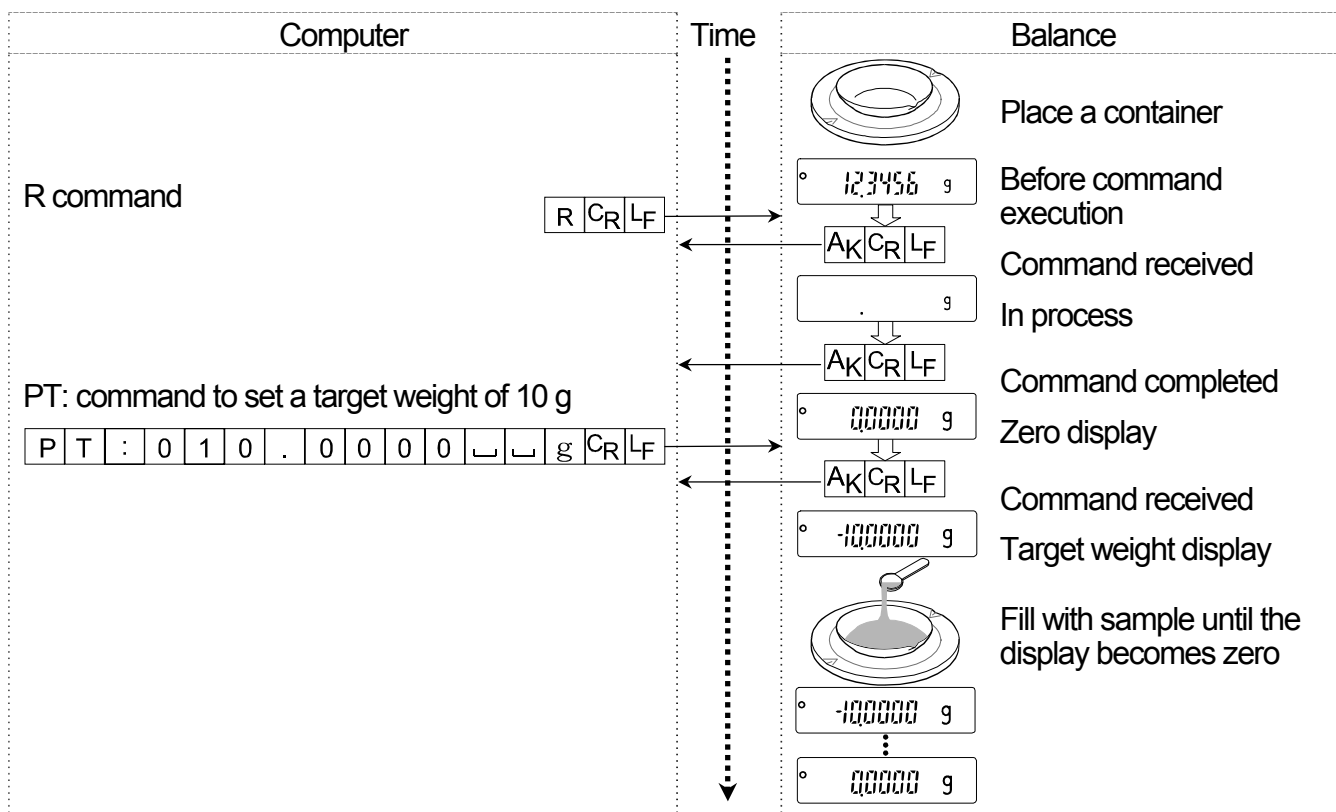 Computer Time Balance
Place a container
12.3456 g
Before command
execution
R command
R CR LF
AK CR LF
Command received
. g
In process
AK CR LF
Command completed
PT: command to set a target weight of 10 g
0.0000 g
Zero display
P T : 0 1 0 . 0 0 0 0 ␣ ␣ g CR LF
AK CR LF
Command received
-10.0000 g
Target weight display
Fill with sample until the
display becomes zero
-10.0000 g
0.0000 g